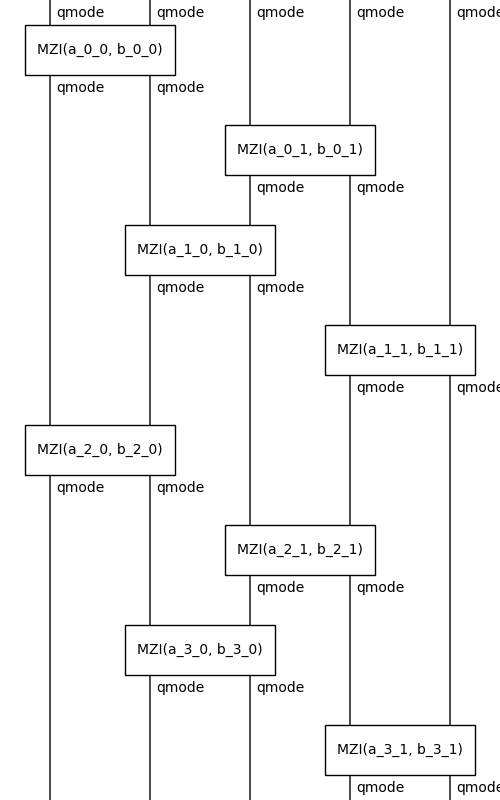 qmode qmode qmode qmode qmode
MZI(a_0_0, b_0_0)
qmode qmode
MZI(a_0_1, b_0_1)
qmode qmode
MZI(a_1_0, b_1_0)
qmode qmode
MZI(a_1_1, b_1_1)
qmode qmode
MZI(a_2_0, b_2_0)
qmode qmode
MZI(a_2_1, b_2_1)
qmode qmode
MZI(a_3_0, b_3_0)
qmode qmode
MZI(a_3_1, b_3_1)
qmode qmode